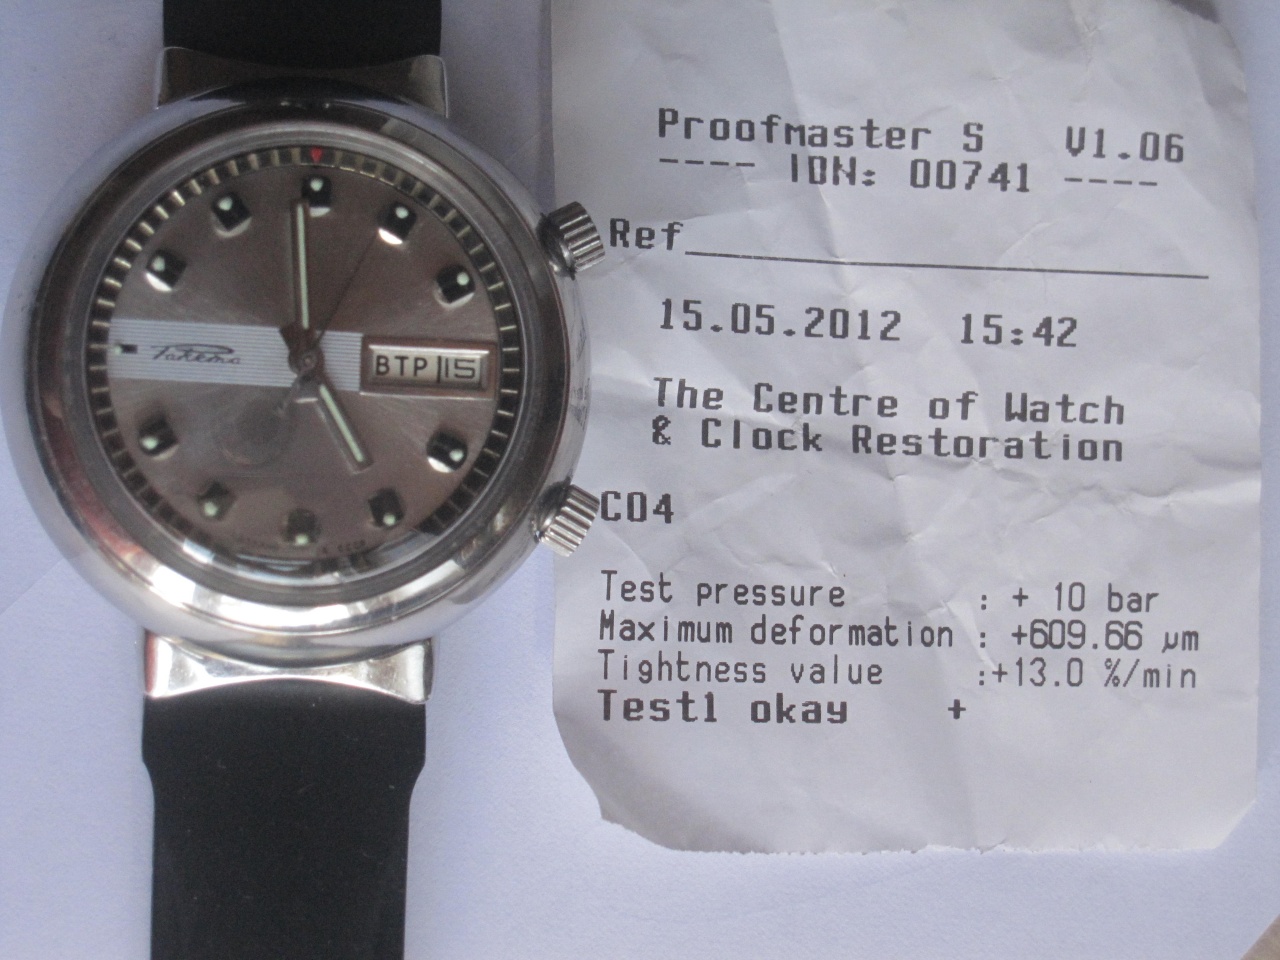 Ракета
ВТР 15
Proofmaster S V1.06
---- IDN: 00741 ----
Ref
15.05.2012 15:42
The Centre of Watch
& Clock Restoration
C04
Test pressure : + 10 bar
Maximum deformation : +609.66 µm
Tightness value :+13.0 %/min
Test1 okay +